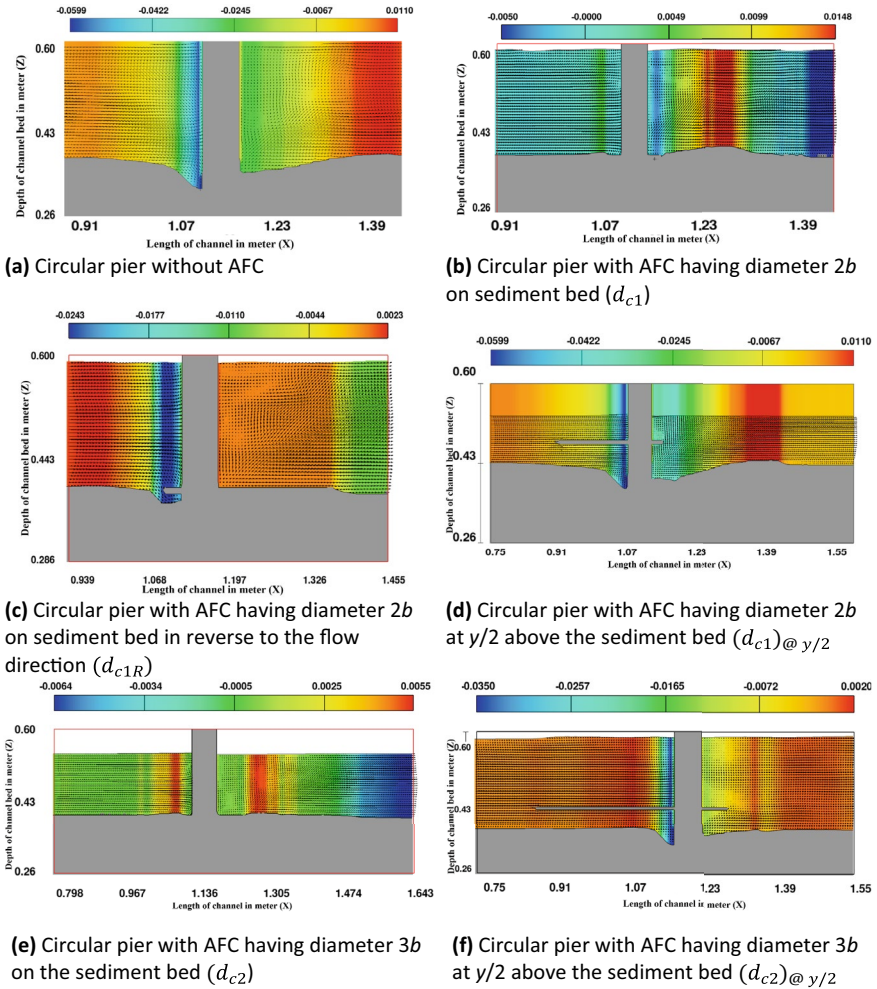 -0.0599 -0.0422 -0.0245 -0.0067 0.0110
0.60
0.43
0.26
Depth of channel bed in meter (Z)
0.91 1.07 1.23 1.39
Length of channel in meter (X)
(a) Circular pier without AFC
-0.0050 -0.0000 0.0049 0.0099 0.0148
0.60
0.43
0.26
Depth of channel bed in meter (Z)
0.91 1.07 1.23 1.39
Length of channel in meter (X)
(b) Circular pier with AFC having diameter 2b
on sediment bed (d_{c1})
-0.0243 -0.0177 -0.0110 -0.0044 0.0023
0.600
0.443
0.286
Depth of channel bed in meter (Z)
0.939 1.068 1.197 1.326 1.455
Length of channel in meter (X)
(c) Circular pier with AFC having diameter 2b
on sediment bed in reverse to the flow
direction (d_{c1R})
-0.0599 -0.0422 -0.0245 -0.0067 0.0110
0.60
0.43
0.26
Depth of channel bed in meter (Z)
0.75 0.91 1.07 1.23 1.39 1.55
Length of channel in meter (X)
(d) Circular pier with AFC having diameter 2b
at y/2 above the sediment bed (d_{c1})_{@ y/2}
-0.0064 -0.0034 -0.0005 0.0025 0.0055
0.60
0.43
0.26
Depth of channel bed in meter (Z)
0.798 0.967 1.136 1.305 1.474 1.643
Length of channel in meter (X)
(e) Circular pier with AFC having diameter 3b
on the sediment bed (d_{c2})
-0.0350 -0.0257 -0.0165 -0.0072 0.0020
0.60
0.43
0.26
Depth of channel bed in meter (Z)
0.75 0.91 1.07 1.23 1.39 1.55
Length of channel in meter (X)
(f) Circular pier with AFC having diameter 3b
at y/2 above the sediment bed (d_{c2})_{@ y/2}